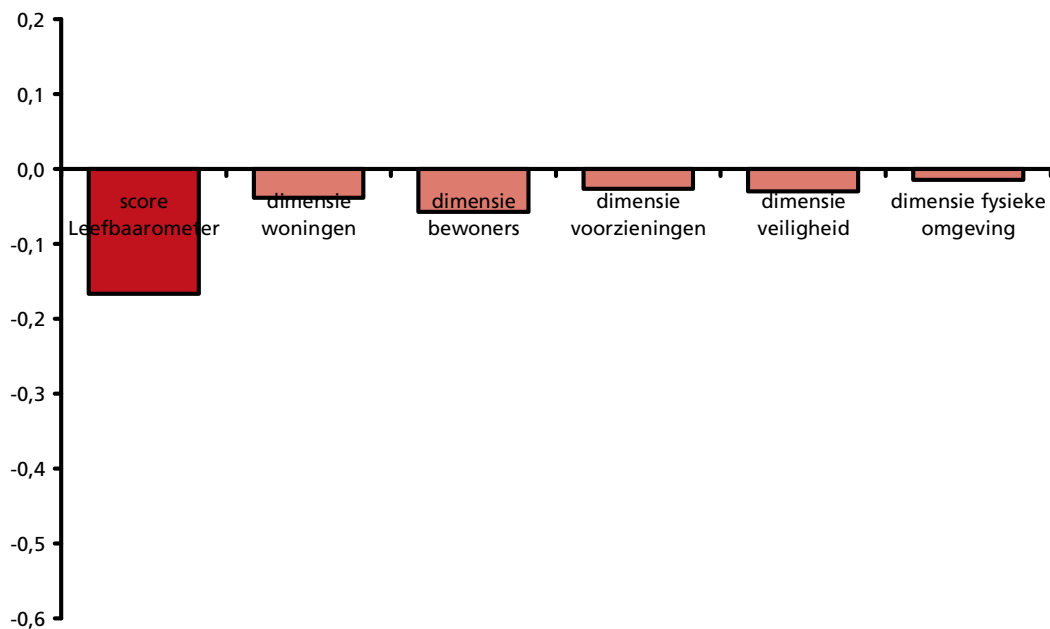 0,2
0,1
0,0
-0,1
-0,2
-0,3
-0,4
-0,5
-0,6
score
Leefbaarometer
dimensie
woningen
dimensie
bewoners
dimensie
voorzieningen
dimensie
veiligheid
dimensie fysieke
omgeving